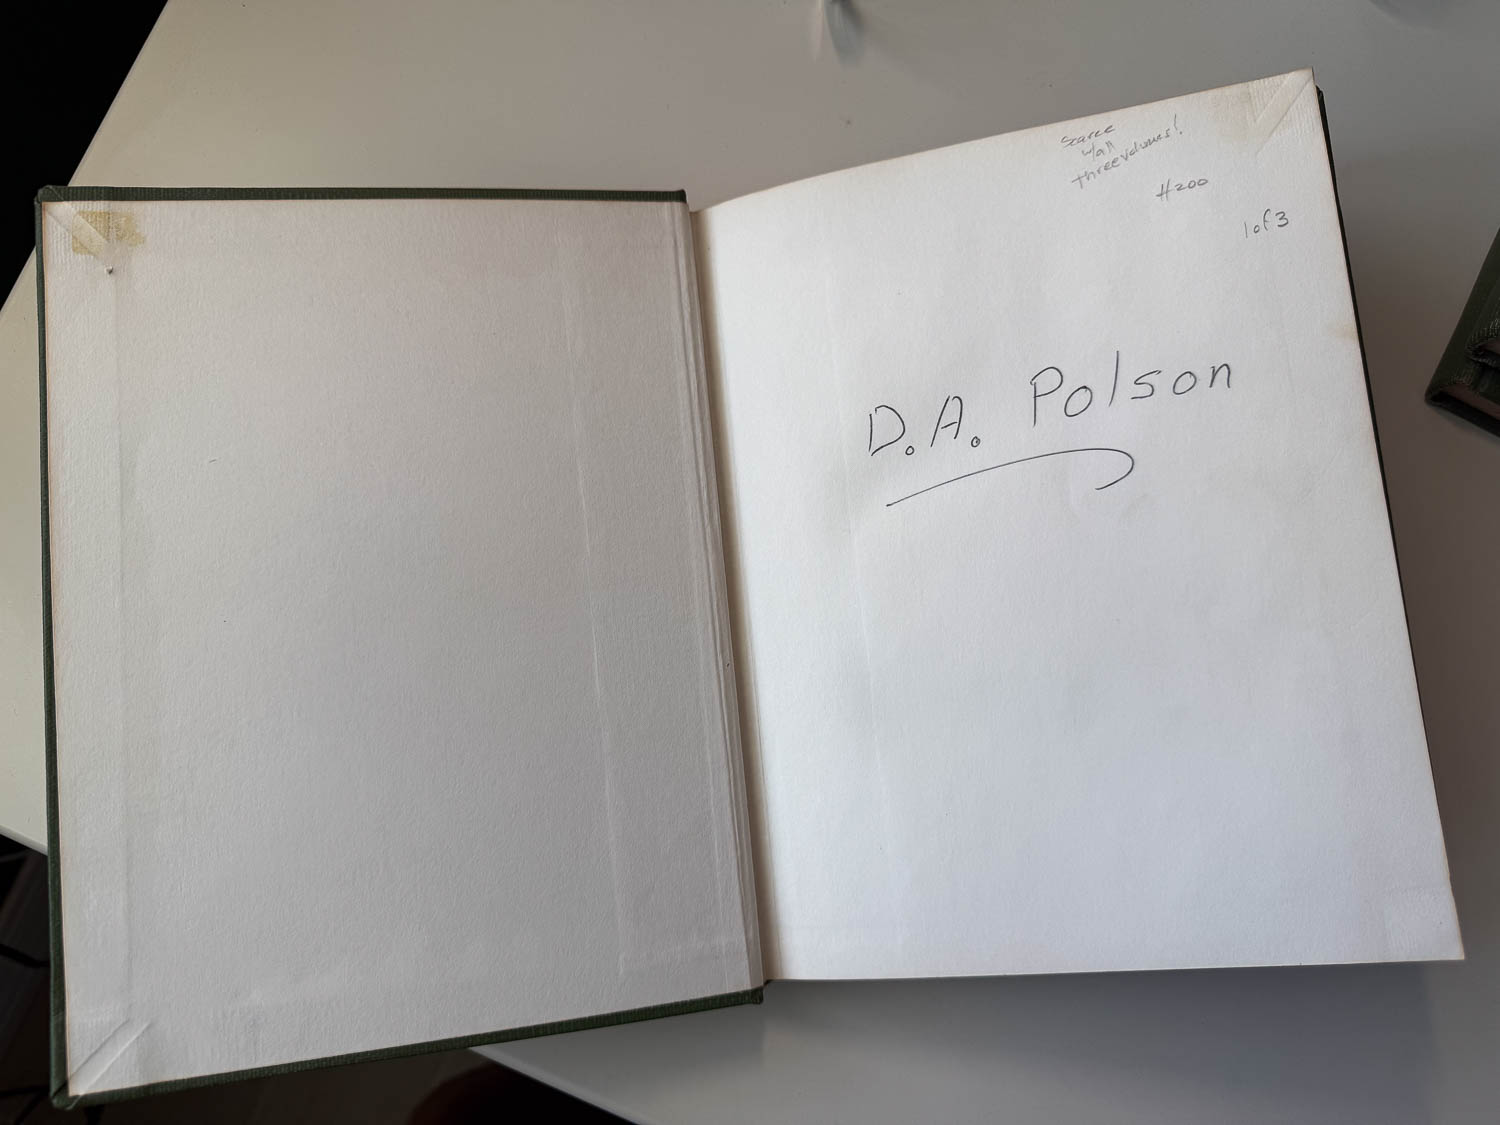 Scarce
w/all
three volumes!
#200
1 of 3
D.A. Polson